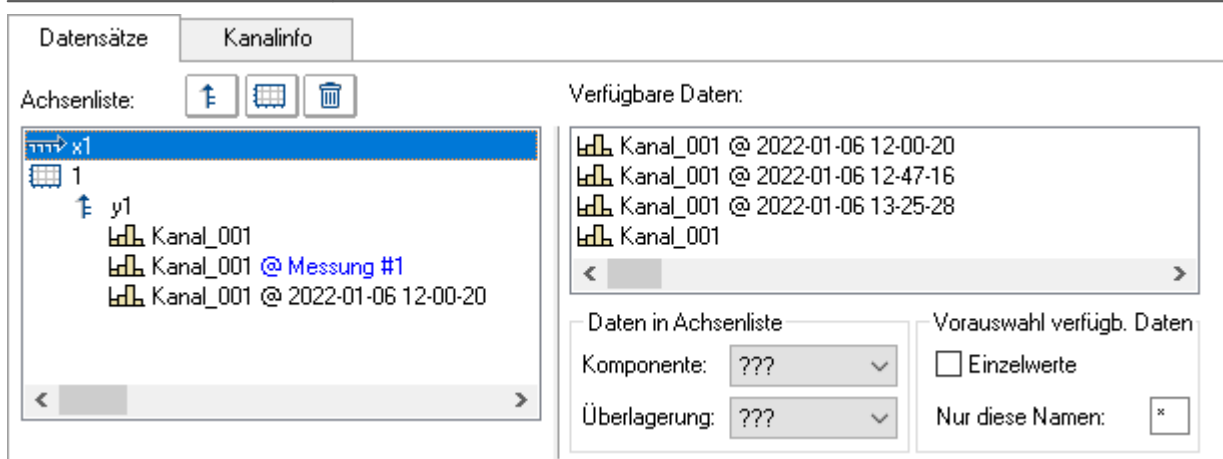 Datensätze
Kanalinfo
Achsenliste:
x1
1
y1
Kanal_001
Kanal_001 @ Messung #1
Kanal_001 @ 2022-01-06 12-00-20
Verfügbare Daten:
Kanal_001 @ 2022-01-06 12-00-20
Kanal_001 @ 2022-01-06 12-47-16
Kanal_001 @ 2022-01-06 13-25-28
Kanal_001
Daten in Achsenliste
Komponente: ???
Überlagerung: ???
Vorauswahl verfügb. Daten
Einzelwerte
Nur diese Namen: *